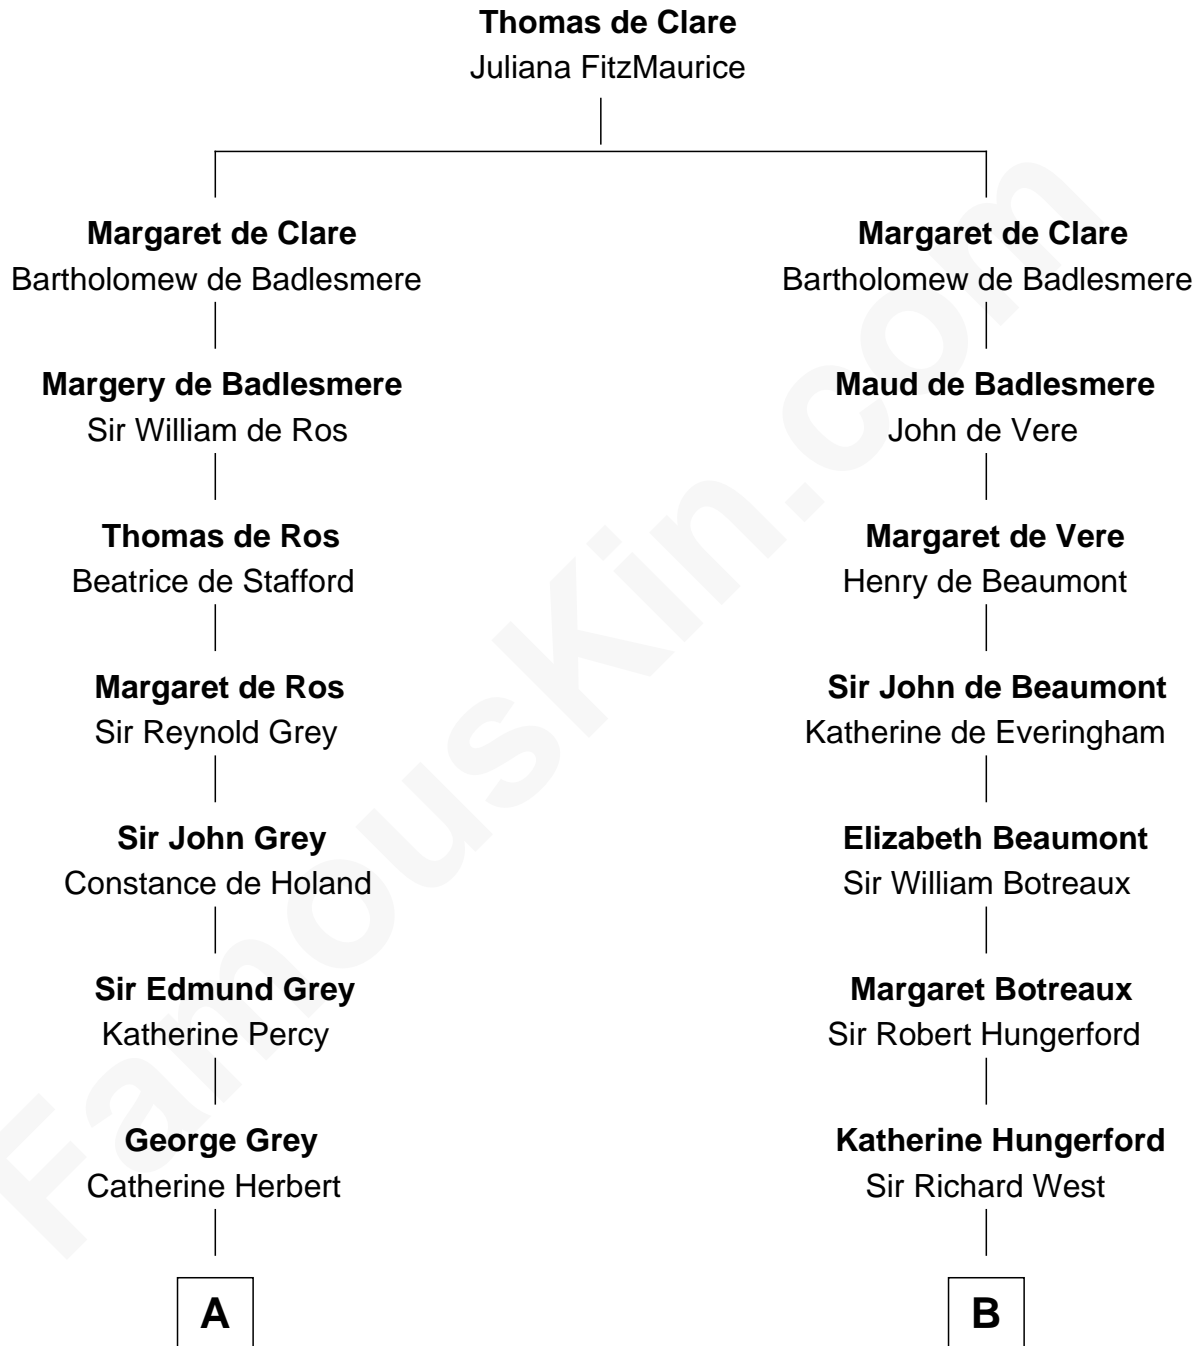 Thomas de Clare
Juliana FitzMaurice
Margaret de Clare
Bartholomew de Badlesmere
Margery de Badlesmere
Sir William de Ros
Thomas de Ros
Beatrice de Stafford
Margaret de Ros
Sir Reynold Grey
Sir John Grey
Constance de Holand
Sir Edmund Grey
Katherine Percy
George Grey
Catherine Herbert
A
Margaret de Clare
Bartholomew de Badlesmere
Maud de Badlesmere
John de Vere
Margaret de Vere
Henry de Beaumont
Sir John de Beaumont
Katherine de Everingham
Elizabeth Beaumont
Sir William Botreaux
Margaret Botreaux
Sir Robert Hungerford
Katherine Hungerford
Sir Richard West
B
FamousKin.com